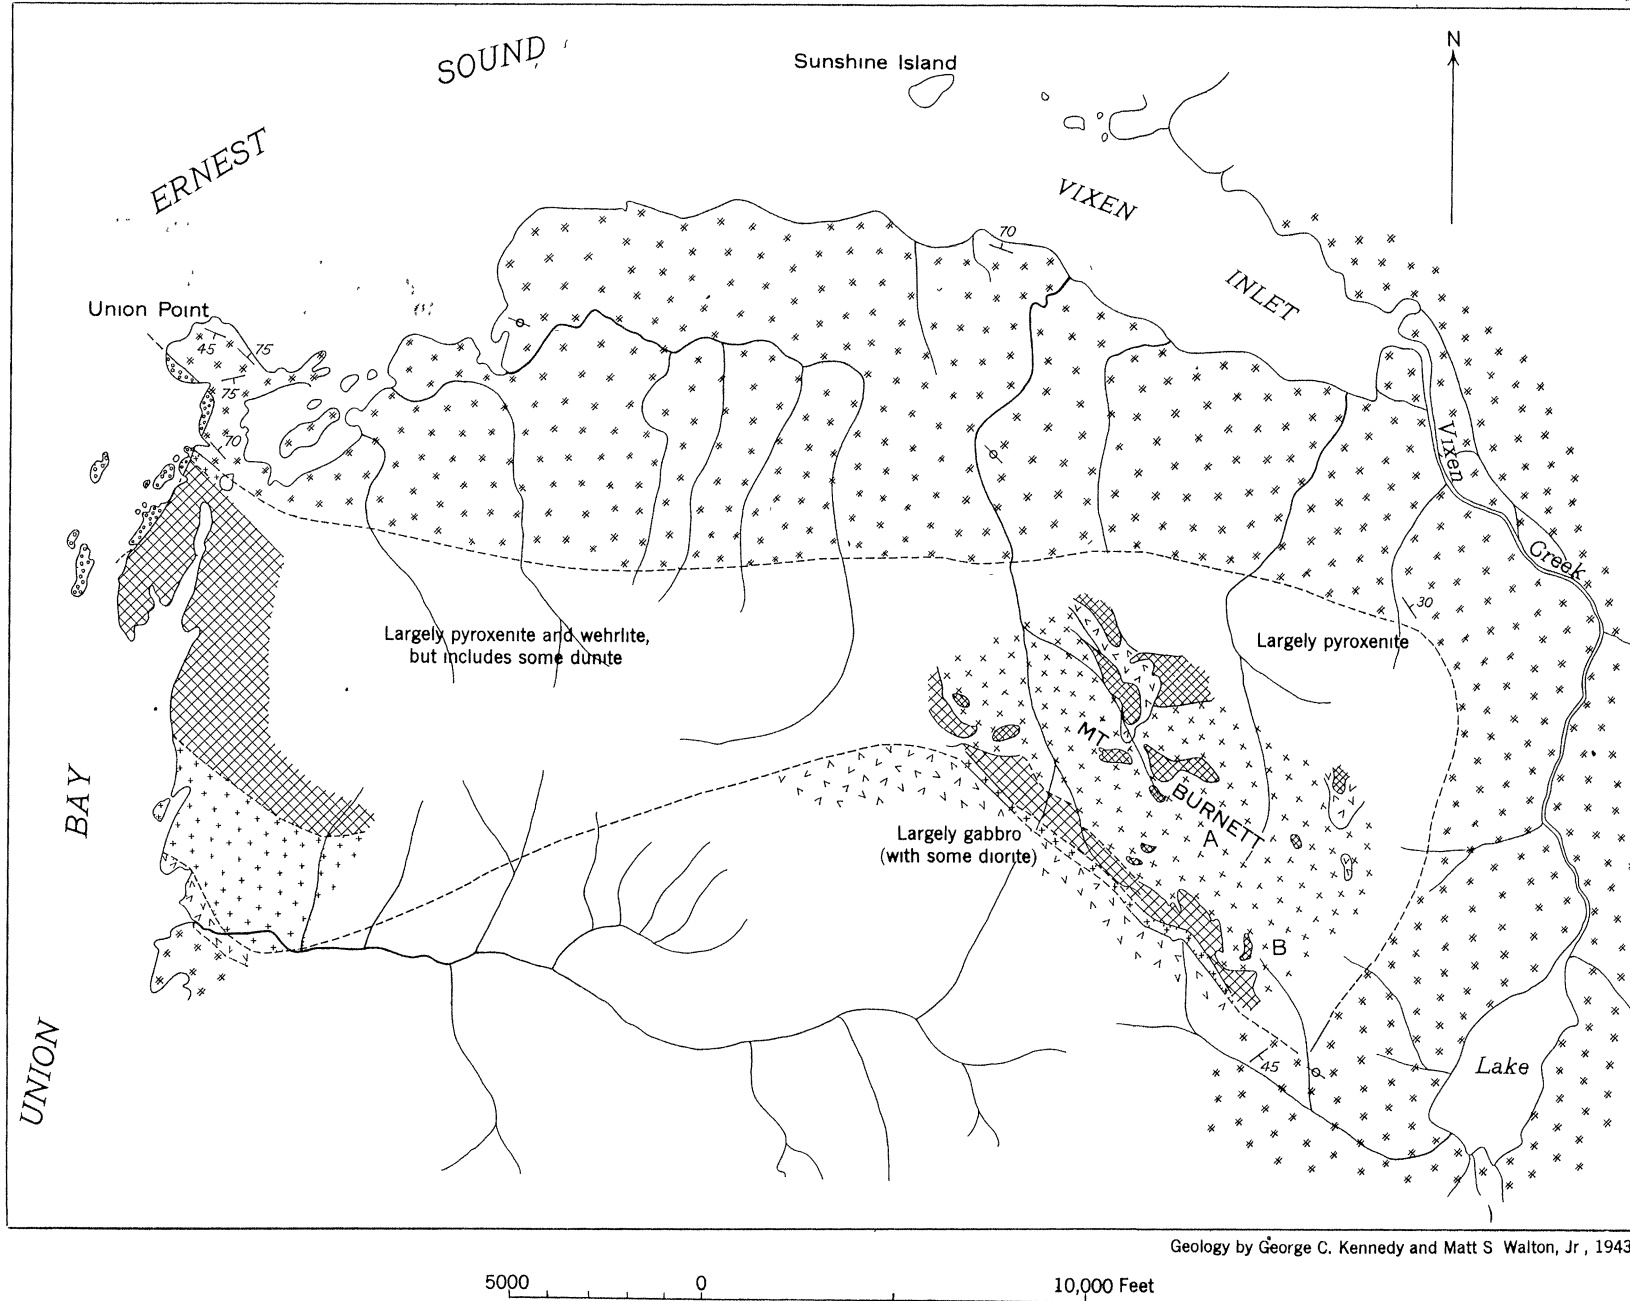 SOUND
Sunshine Island
N
ERNEST
VIXEN
70
INLET
Union Point
45
75
75
70
Vixen
Creek
30
Largely pyroxenite and wehrlite,
but includes some dunite
Largely pyroxenite
MT
BURNETT
A
BAY
Largely gabbro
(with some diorite)
B
UNION
45
Lake
Geology by George C. Kennedy and Matt S Walton, Jr , 1943
5000 0 10,000 Feet